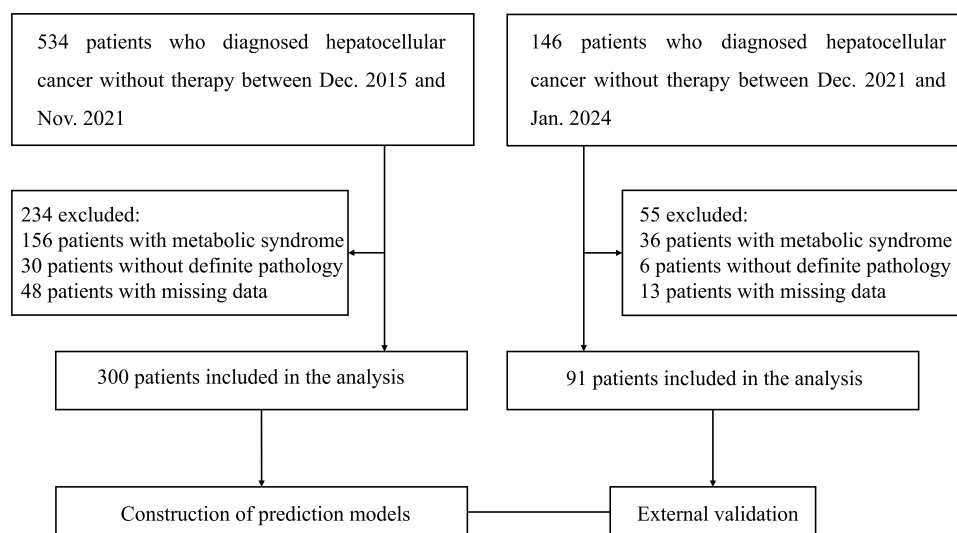 534 patients who diagnosed hepatocellular
cancer without therapy between Dec. 2015 and
Nov. 2021
146 patients who diagnosed hepatocellular
cancer without therapy between Dec. 2021 and
Jan. 2024
234 excluded:
156 patients with metabolic syndrome
30 patients without definite pathology
48 patients with missing data
55 excluded:
36 patients with metabolic syndrome
6 patients without definite pathology
13 patients with missing data
300 patients included in the analysis
91 patients included in the analysis
Construction of prediction models
External validation